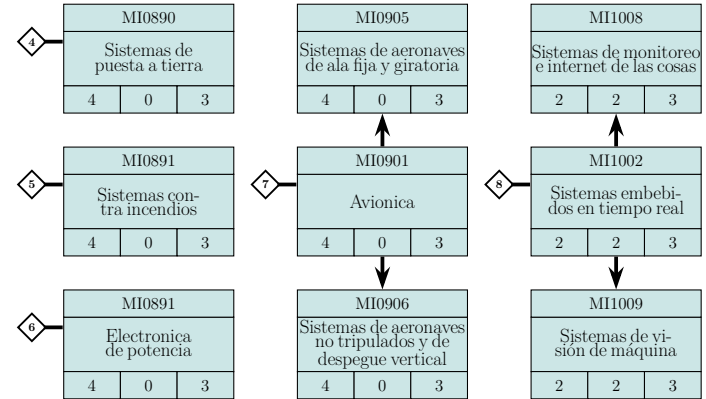 MI0890
4
Sistemas de
puesta a tierra
4 0 3
MI0905
Sistemas de aeronaves
de ala fija y giratoria
4 0 3
MI1008
Sistemas de monitoreo
e internet de las cosas
2 2 3
MI0891
5
Sistemas con-
tra incendios
4 0 3
MI0901
7
Avionica
4 0 3
MI1002
8
Sistemas embebi-
dos en tiempo real
2 2 3
MI0891
6
Electronica
de potencia
4 0 3
MI0906
Sistemas de aeronaves
no tripulados y de
despegue vertical
4 0 3
MI1009
Sistemas de vi-
sión de máquina
2 2 3